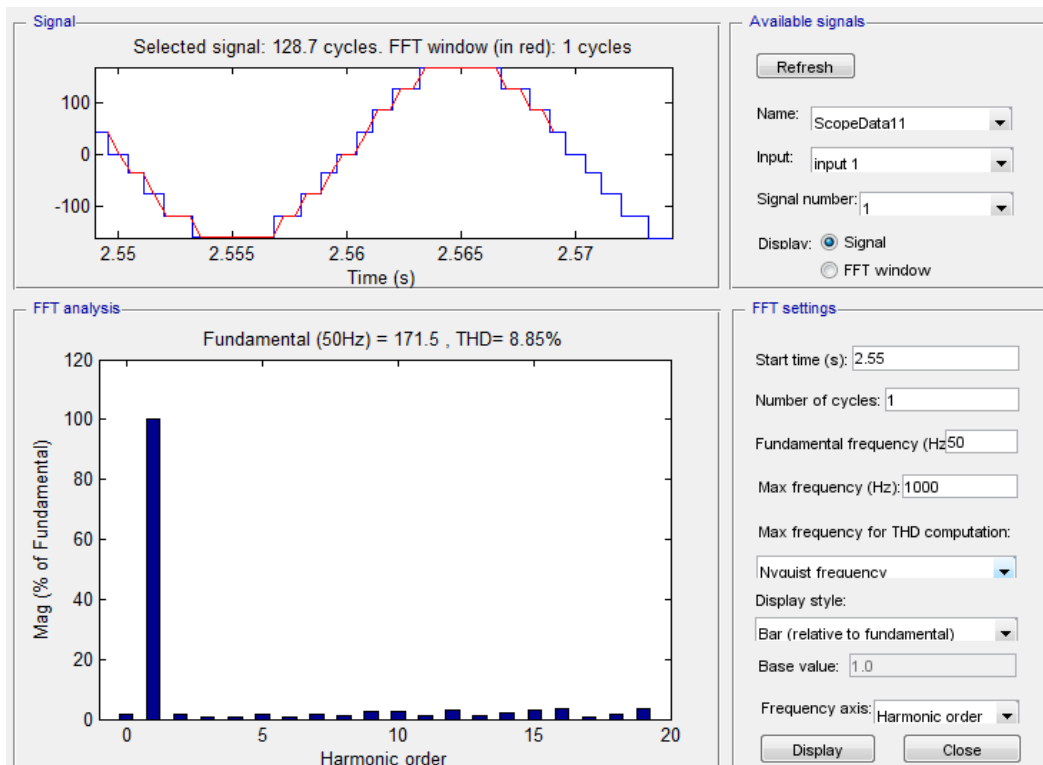 Signal
Selected signal: 128.7 cycles. FFT window (in red): 1 cycles
100
0
-100
2.55 2.555 2.56 2.565 2.57
Time (s)
Available signals
Refresh
Name: ScopeData11
Input: input 1
Signal number: 1
Display: Signal
FFT window
FFT analysis
Fundamental (50Hz) = 171.5 , THD= 8.85%
120
100
80
60
40
20
0
Mag (% of Fundamental)
0 5 10 15 20
Harmonic order
FFT settings
Start time (s): 2.55
Number of cycles: 1
Fundamental frequency (Hz 50
Max frequency (Hz): 1000
Max frequency for THD computation:
Nyquist frequency
Display style:
Bar (relative to fundamental)
Base value: 1.0
Frequency axis: Harmonic order
Display Close